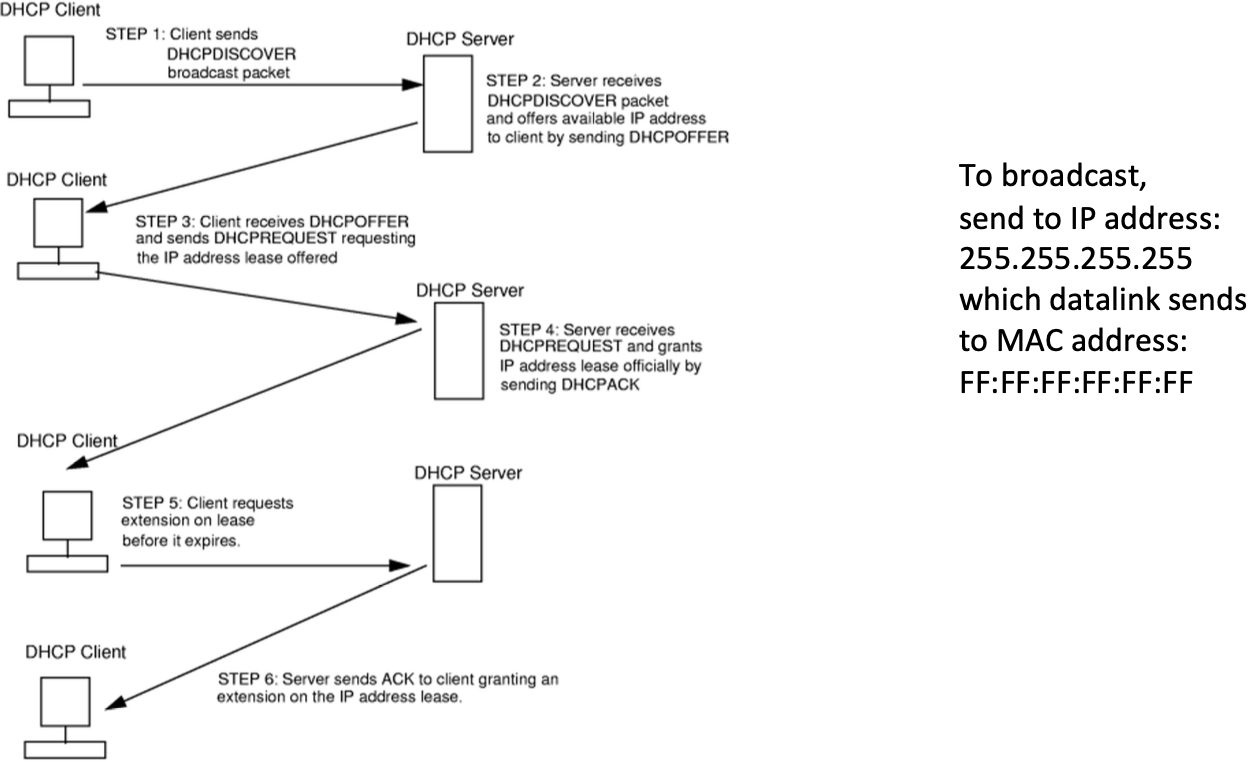 DHCP Client
STEP 1: Client sends
DHCPDISCOVER
broadcast packet
DHCP Server
STEP 2: Server receives
DHCPDISCOVER packet
and offers available IP address
to client by sending DHCPOFFER
DHCP Client
STEP 3: Client receives DHCPOFFER
and sends DHCPREQUEST requesting
the IP address lease offered
DHCP Server
STEP 4: Server receives
DHCPREQUEST and grants
IP address lease officially by
sending DHCPACK
DHCP Client
STEP 5: Client requests
extension on lease
before it expires.
DHCP Server
DHCP Client
STEP 6: Server sends ACK to client granting an
extension on the IP address lease.
To broadcast,
send to IP address:
255.255.255.255
which datalink sends
to MAC address:
FF:FF:FF:FF:FF:FF